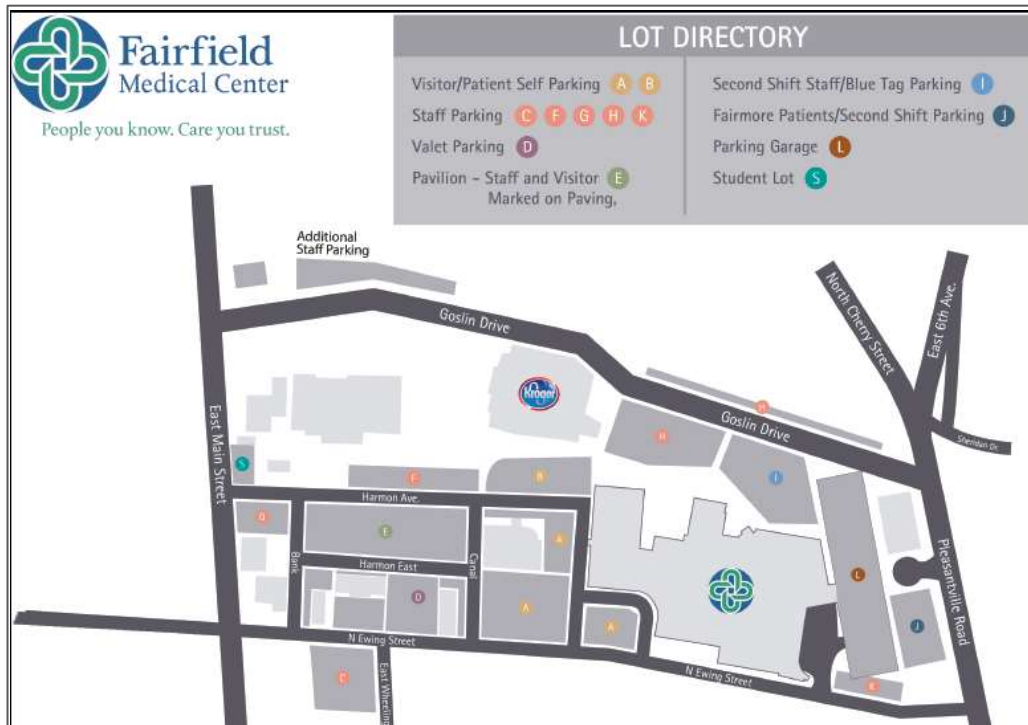 Fairfield
Medical Center
People you know. Care you trust.
LOT DIRECTORY
Visitor/Patient Self Parking A B
Staff Parking C F G H K
Valet Parking D
Pavilion - Staff and Visitor E
Marked on Paving,
Second Shift Staff/Blue Tag Parking I
Fairmore Patients/Second Shift Parking J
Parking Garage L
Student Lot S
Additional
Staff Parking
Goslin Drive
North Cherry Street
East 6th Ave.
Kroger
H
Goslin Drive
Sheridan Dr.
East Main Street
H
S
F
B
I
Harmon Ave.
G
E
A
Bank
Canal
Harmon East
L
Pleasantville Road
D
A
A
J
N Ewing Street
C
East Wheeling
N Ewing Street
K